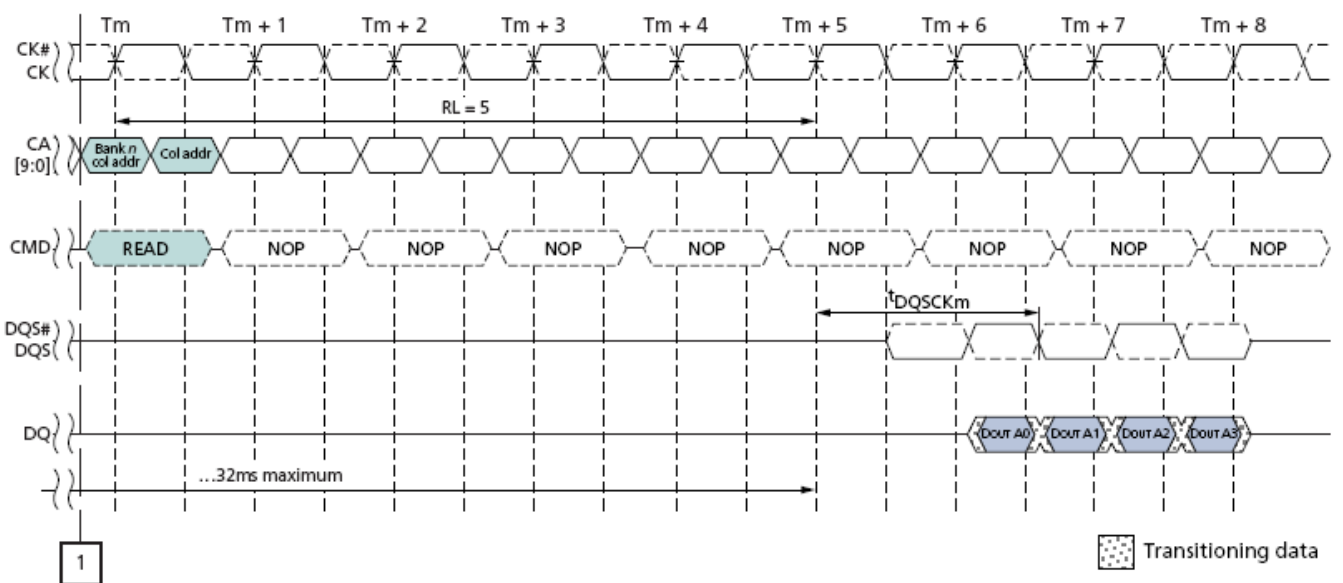 Tm Tm + 1 Tm + 2 Tm + 3 Tm + 4 Tm + 5 Tm + 6 Tm + 7 Tm + 8
CK#
CK
RL = 5
CA
[9:0]
Bank n
col addr
Col addr
CMD READ NOP NOP NOP NOP NOP NOP NOP NOP
tDQSCKm
DQS#
DQS
DQ DOUT A0 DOUT A1 DOUT A2 DOUT A3
...32ms maximum
1
Transitioning data